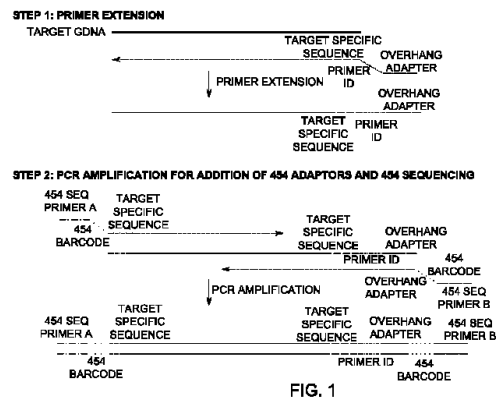 STEP 1: PRIMER EXTENSION
TARGET GDNA
TARGET SPECIFIC
SEQUENCE
OVERHANG
ADAPTER
PRIMER
ID
PRIMER EXTENSION
OVERHANG
ADAPTER
TARGET
SPECIFIC
SEQUENCE
PRIMER
ID
STEP 2: PCR AMPLIFICATION FOR ADDITION OF 454 ADAPTORS AND 454 SEQUENCING
454 SEQ
PRIMER A
TARGET
SPECIFIC
SEQUENCE
454
BARCODE
TARGET
SPECIFIC
SEQUENCE
OVERHANG
ADAPTER
PRIMER ID
454
BARCODE
OVERHANG
ADAPTER
454 SEQ
PRIMER B
PCR AMPLIFICATION
454 SEQ
PRIMER A
TARGET
SPECIFIC
SEQUENCE
TARGET
SPECIFIC
SEQUENCE
OVERHANG
ADAPTER
454 SEQ
PRIMER B
454
BARCODE
PRIMER ID
454
BARCODE
FIG. 1